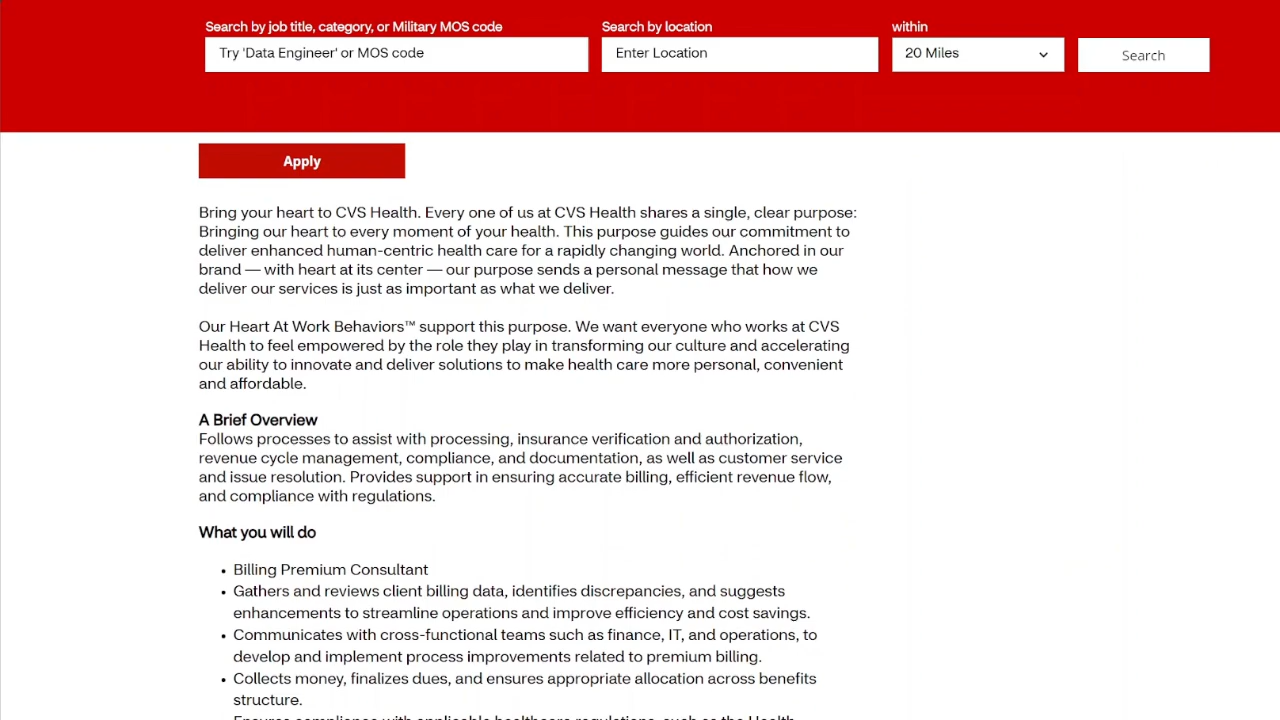 Search by job title, category, or Military MOS code
Search by location
within
Try 'Data Engineer' or MOS code
Enter Location
20 Miles
Search
Apply
Bring your heart to CVS Health. Every one of us at CVS Health shares a single, clear purpose:
Bringing our heart to every moment of your health. This purpose guides our commitment to
deliver enhanced human-centric health care for a rapidly changing world. Anchored in our
brand — with heart at its center — our purpose sends a personal message that how we
deliver our services is just as important as what we deliver.
Our Heart At Work Behaviors™ support this purpose. We want everyone who works at CVS
Health to feel empowered by the role they play in transforming our culture and accelerating
our ability to innovate and deliver solutions to make health care more personal, convenient
and affordable.
A Brief Overview
Follows processes to assist with processing, insurance verification and authorization,
revenue cycle management, compliance, and documentation, as well as customer service
and issue resolution. Provides support in ensuring accurate billing, efficient revenue flow,
and compliance with regulations.
What you will do
• Billing Premium Consultant
• Gathers and reviews client billing data, identifies discrepancies, and suggests
enhancements to streamline operations and improve efficiency and cost savings.
• Communicates with cross-functional teams such as finance, IT, and operations, to
develop and implement process improvements related to premium billing.
• Collects money, finalizes dues, and ensures appropriate allocation across benefits
structure.
Ensures compliance with applicable healthcare regulations, such as the Health